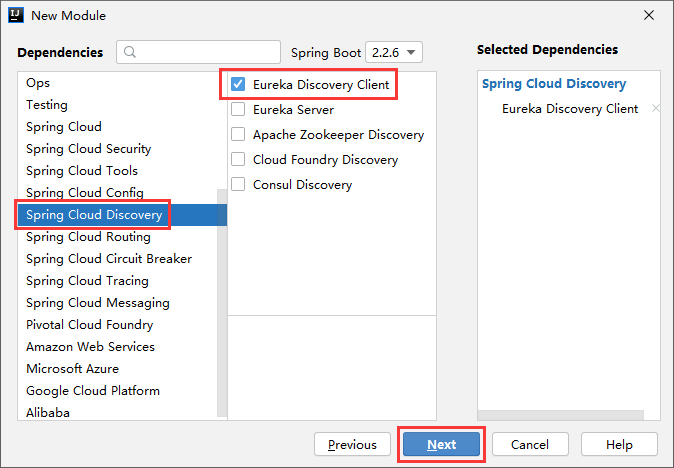 New Module
Dependencies
Spring Boot 2.2.6
Selected Dependencies
Ops
Testing
Spring Cloud
Spring Cloud Security
Spring Cloud Tools
Spring Cloud Config
Spring Cloud Discovery
Spring Cloud Routing
Spring Cloud Circuit Breaker
Spring Cloud Tracing
Spring Cloud Messaging
Pivotal Cloud Foundry
Amazon Web Services
Microsoft Azure
Google Cloud Platform
Alibaba
Eureka Discovery Client
Eureka Server
Apache Zookeeper Discovery
Cloud Foundry Discovery
Consul Discovery
Spring Cloud Discovery
Eureka Discovery Client
Previous
Next
Cancel
Help